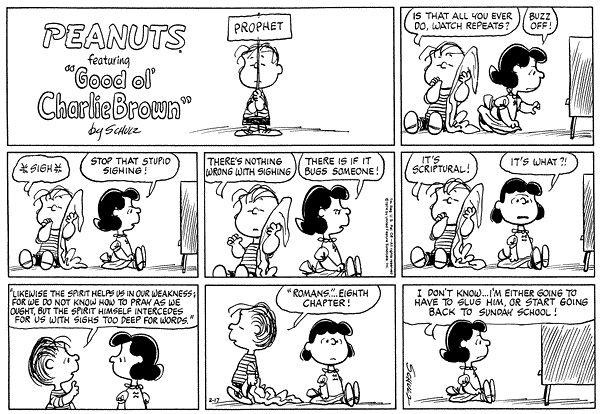 PEANUTS
featuring
"Good ol'
CharlieBrown"
by SCHULZ
PROPHET
IS THAT ALL YOU EVER
DO, WATCH REPEATS?
BUZZ
OFF!
*SIGH*
STOP THAT STUPID
SIGHING!
THERE'S NOTHING
WRONG WITH SIGHING
THERE IS IF IT
BUGS SOMEONE!
IT'S
SCRIPTURAL!
IT'S WHAT?!
"LIKEWISE THE SPIRIT HELPS US IN OUR WEAKNESS;
FOR WE DO NOT KNOW HOW TO PRAY AS WE
OUGHT, BUT THE SPIRIT HIMSELF INTERCEDES
FOR US WITH SIGHS TOO DEEP FOR WORDS."
"ROMANS"...EIGHTH
CHAPTER!
2-17
I DON'T KNOW...I'M EITHER GOING TO
HAVE TO SLUG HIM, OR START GOING
BACK TO SUNDAY SCHOOL!
SCHULZ